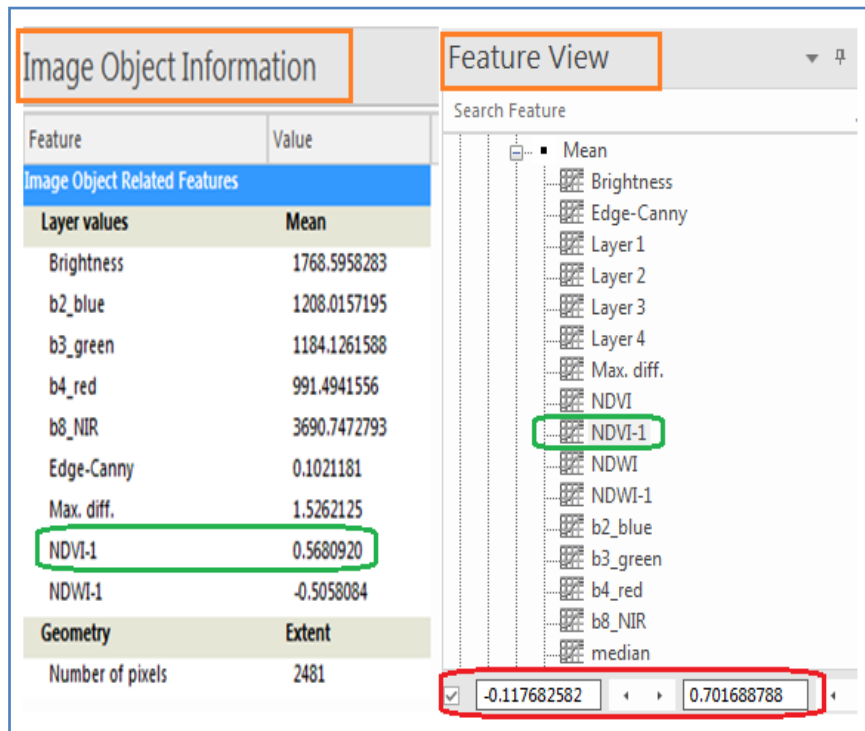 Image Object Information
Feature Value
Image Object Related Features
Layer values Mean
Brightness 1768.5958283
b2_blue 1208.0157195
b3_green 1184.1261588
b4_red 991.4941556
b8_NIR 3690.7472793
Edge-Canny 0.1021181
Max. diff. 1.5262125
NDVI-1 0.5680920
NDWI-1 -0.5058084
Geometry Extent
Number of pixels 2481
Feature View
Search Feature
Mean
Brightness
Edge-Canny
Layer 1
Layer 2
Layer 3
Layer 4
Max. diff.
NDVI
NDVI-1
NDWI
NDWI-1
b2_blue
b3_green
b4_red
b8_NIR
median
-0.117682582 0.701688788